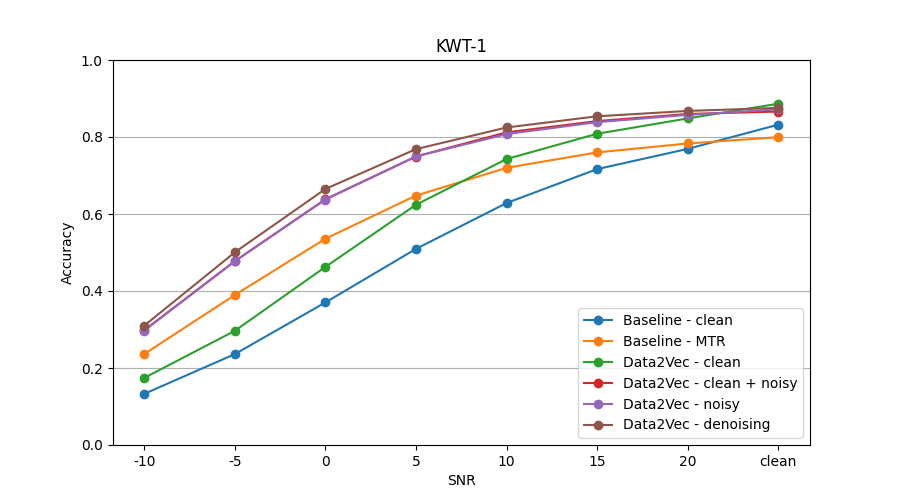 KWT-1
1.0
0.8
0.6
0.4
0.2
0.0
Accuracy
Baseline - clean
Baseline - MTR
Data2Vec - clean
Data2Vec - clean + noisy
Data2Vec - noisy
Data2Vec - denoising
-10 -5 0 5 10 15 20 clean
SNR